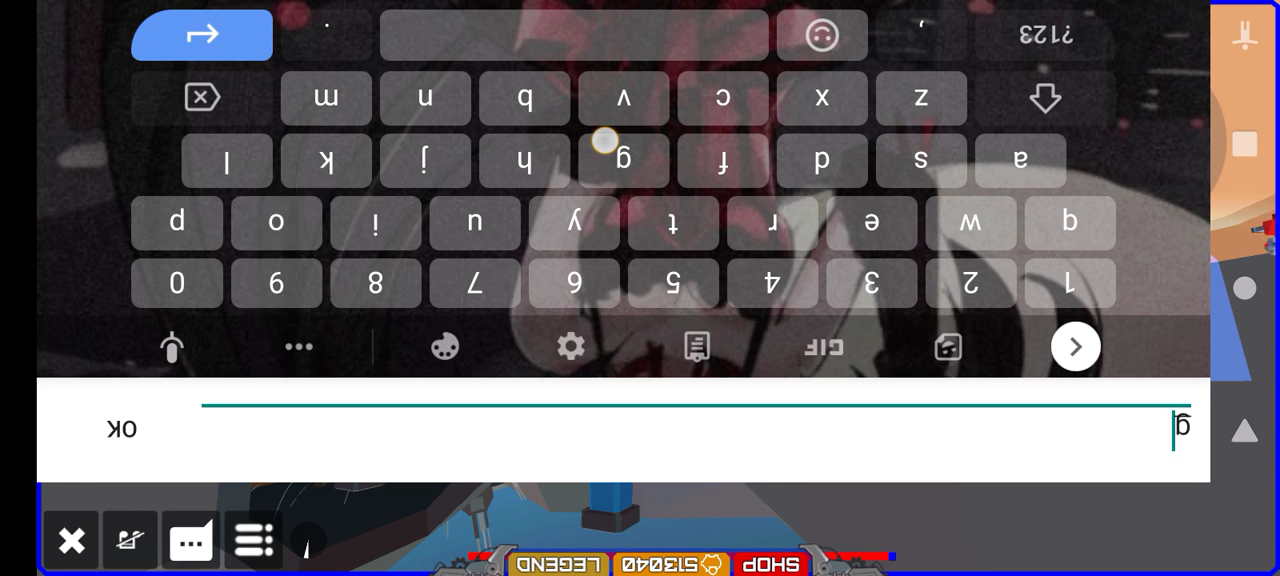 SHOP 513040 LEGEND
g OK
GIF
1 2 3 4 5 6 7 8 9 0
q w e r t y u i o p
a s d f g h j k l
z x c v b n m
?123 , .